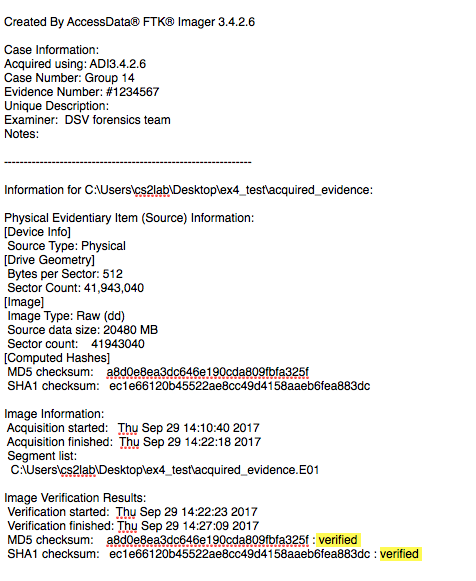 Created By AccessData® FTK® Imager 3.4.2.6
Case Information:
Acquired using: ADI3.4.2.6
Case Number: Group 14
Evidence Number: #1234567
Unique Description:
Examiner:  DSV forensics team
Notes:
--------------------------------------------------------------
Information for C:\Users\cs2lab\Desktop\ex4_test\acquired_evidence:
Physical Evidentiary Item (Source) Information:
[Device Info]
Source Type: Physical
[Drive Geometry]
Bytes per Sector: 512
Sector Count: 41,943,040
[Image]
Image Type: Raw (dd)
Source data size: 20480 MB
Sector count:    41943040
[Computed Hashes]
MD5 checksum:    a8d0e8ea3dc646e190cda809fbfa325f
SHA1 checksum:   ec1e66120b45522ae8cc49d4158aaeb6fea883dc
Image Information:
Acquisition started:   Thu Sep 29 14:10:40 2017
Acquisition finished:  Thu Sep 29 14:22:18 2017
Segment list:
C:\Users\cs2lab\Desktop\ex4_test\acquired_evidence.E01
Image Verification Results:
Verification started:  Thu Sep 29 14:22:23 2017
Verification finished: Thu Sep 29 14:27:09 2017
MD5 checksum:    a8d0e8ea3dc646e190cda809fbfa325f : verified
SHA1 checksum:   ec1e66120b45522ae8cc49d4158aaeb6fea883dc : verified